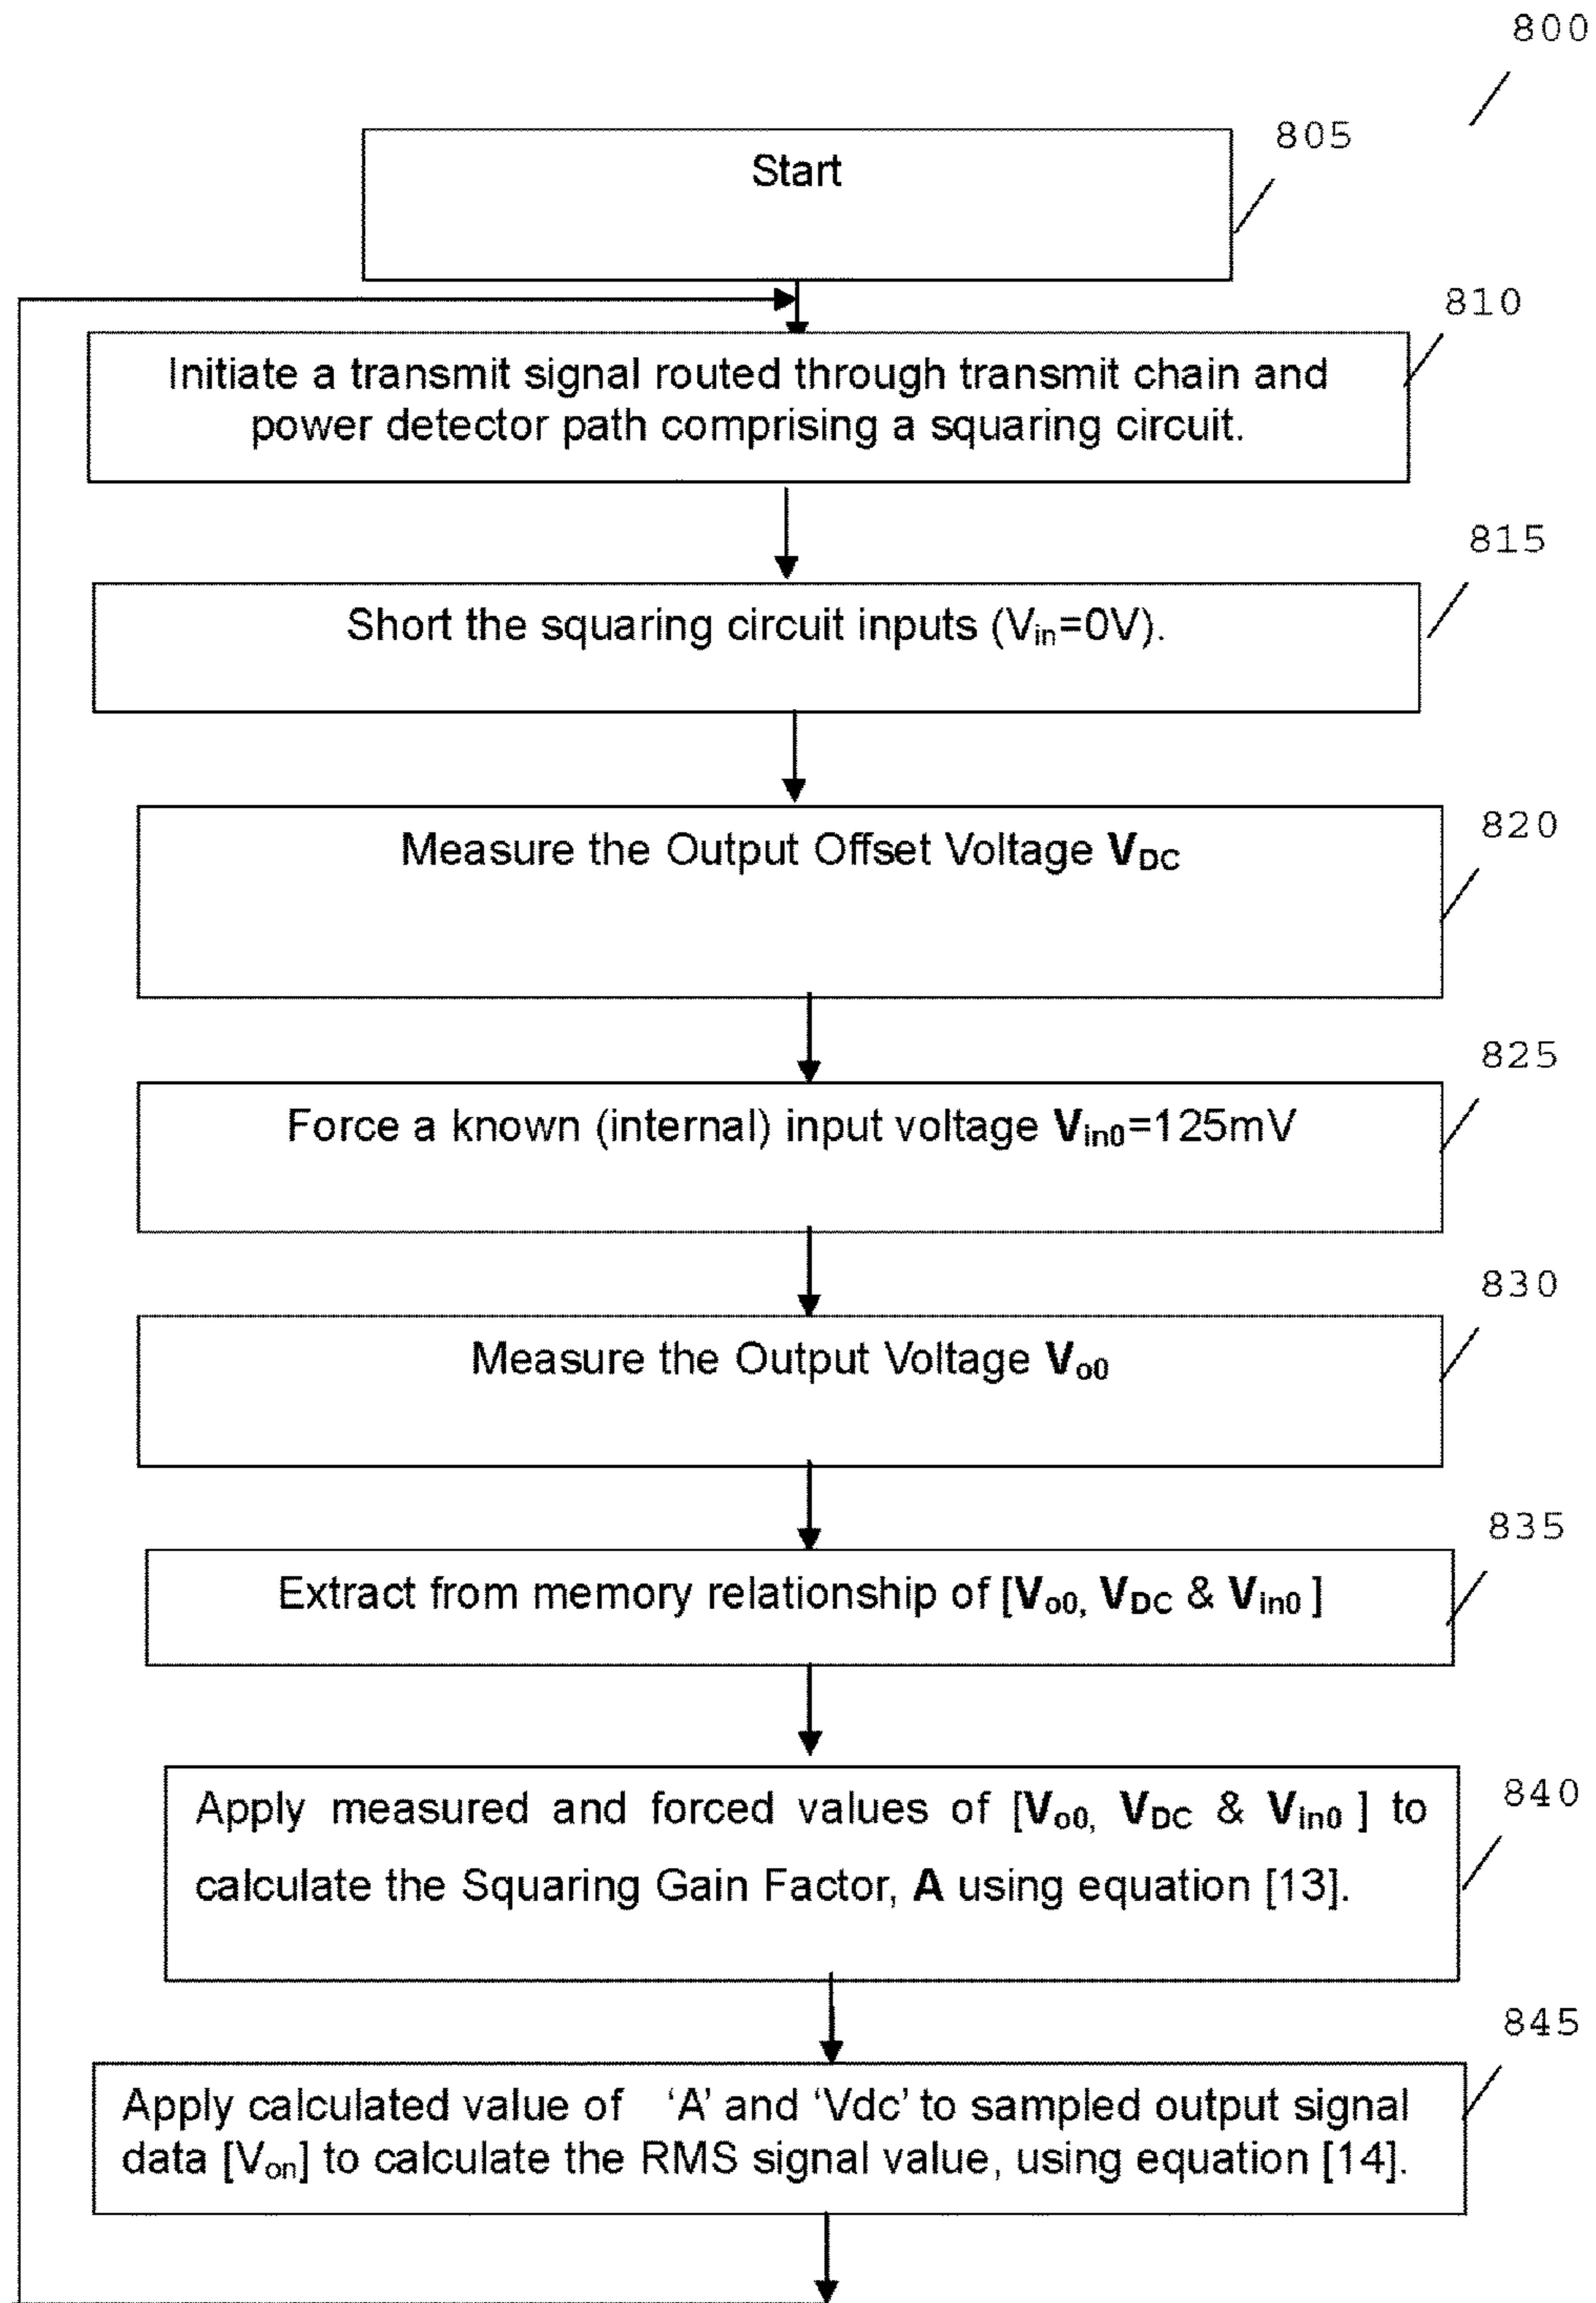 800
805
Start
810
Initiate a transmit signal routed through transmit chain and
power detector path comprising a squaring circuit.
815
Short the squaring circuit inputs (Vin=0V).
820
Measure the Output Offset Voltage VDC
825
Force a known (internal) input voltage Vin0=125mV
830
Measure the Output Voltage Vo0
835
Extract from memory relationship of [Vo0, VDC & Vin0 ]
840
Apply measured and forced values of [Vo0, VDC & Vin0 ] to
calculate the Squaring Gain Factor, A using equation [13].
845
Apply calculated value of 'A' and 'Vdc' to sampled output signal
data [Von] to calculate the RMS signal value, using equation [14].